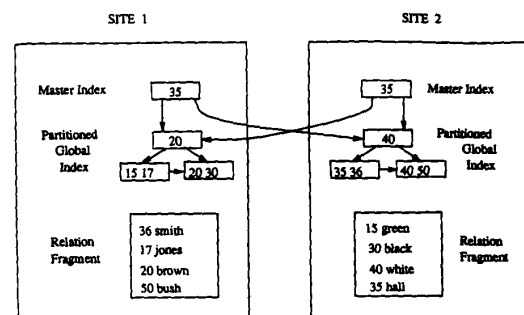 SITE 1
Master Index
35
Partitioned
Global
Index
20
15 17
20 30
Relation
Fragment
36 smith
17 jones
20 brown
50 bush
SITE 2
35
Master Index
40
Partitioned
Global
Index
35 36
40 50
15 green
30 black
40 white
35 hall
Relation
Fragment